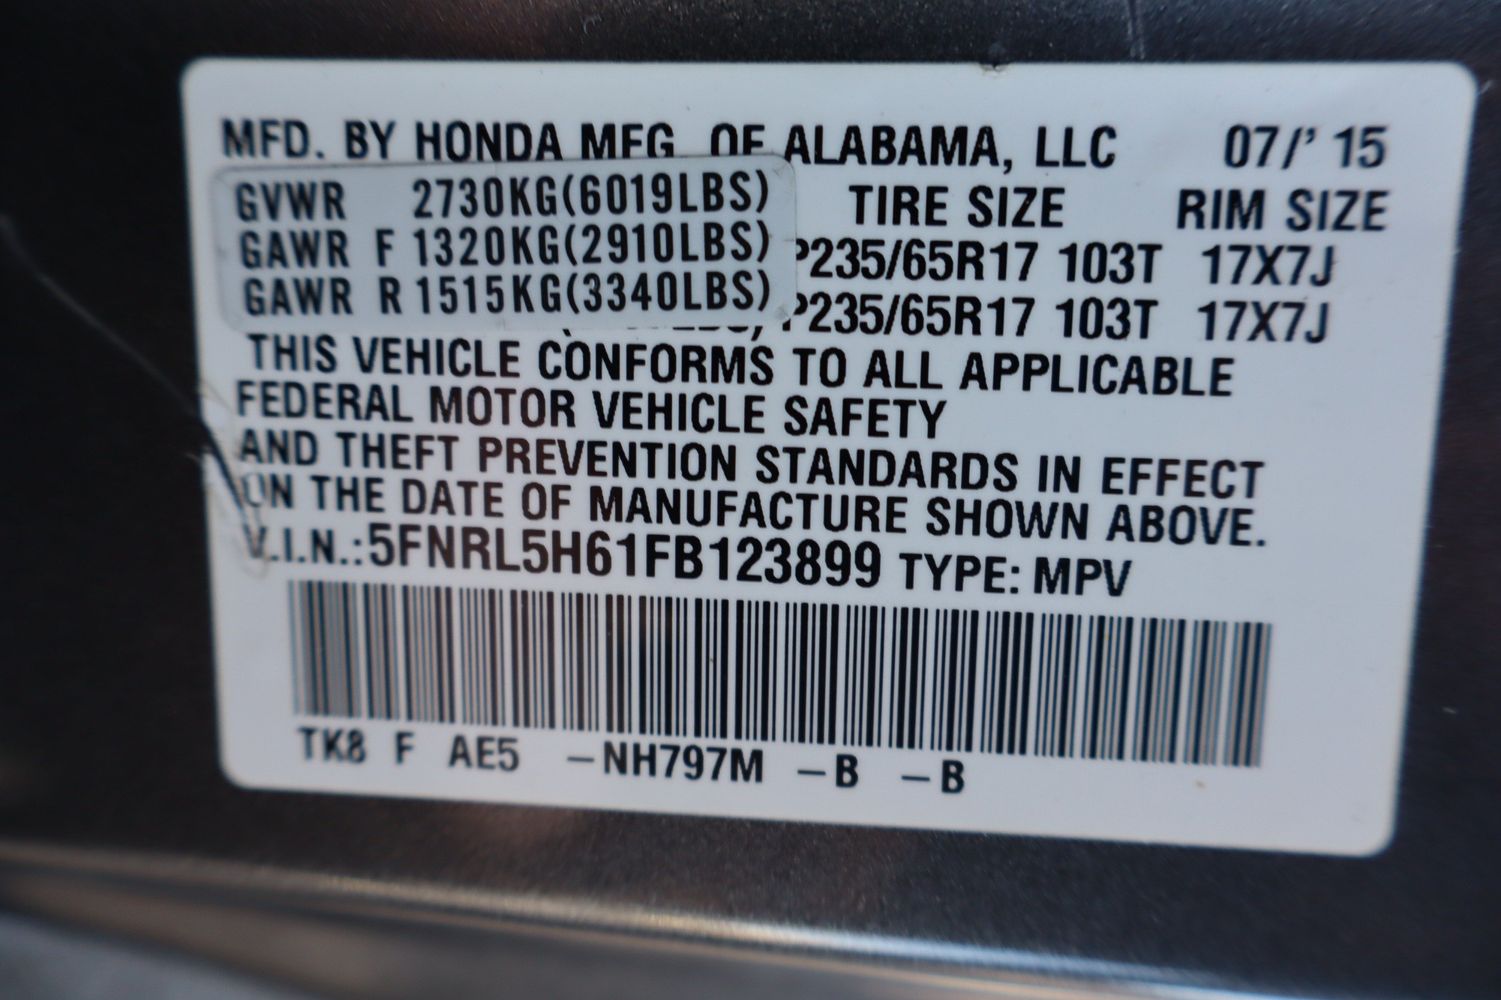 MFD. BY HONDA MFG. OF ALABAMA, LLC 07/' 15
GVWR 2730KG(6019LBS) TIRE SIZE RIM SIZE
GAWR F 1320KG(2910LBS) P235/65R17 103T 17X7J
GAWR R 1515KG(3340LBS) P235/65R17 103T 17X7J
THIS VEHICLE CONFORMS TO ALL APPLICABLE
FEDERAL MOTOR VEHICLE SAFETY
AND THEFT PREVENTION STANDARDS IN EFFECT
ON THE DATE OF MANUFACTURE SHOWN ABOVE.
V.I.N.:5FNRL5H61FB123899 TYPE: MPV
TK8 F AE5 –NH797M –B –B